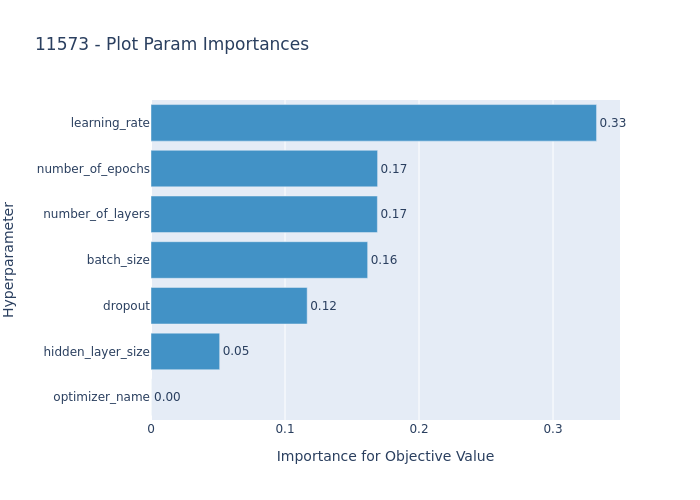 11573 - Plot Param Importances
learning_rate 0.33
number_of_epochs 0.17
number_of_layers 0.17
batch_size 0.16
dropout 0.12
hidden_layer_size 0.05
optimizer_name 0.00
0 0.1 0.2 0.3
Importance for Objective Value
Hyperparameter